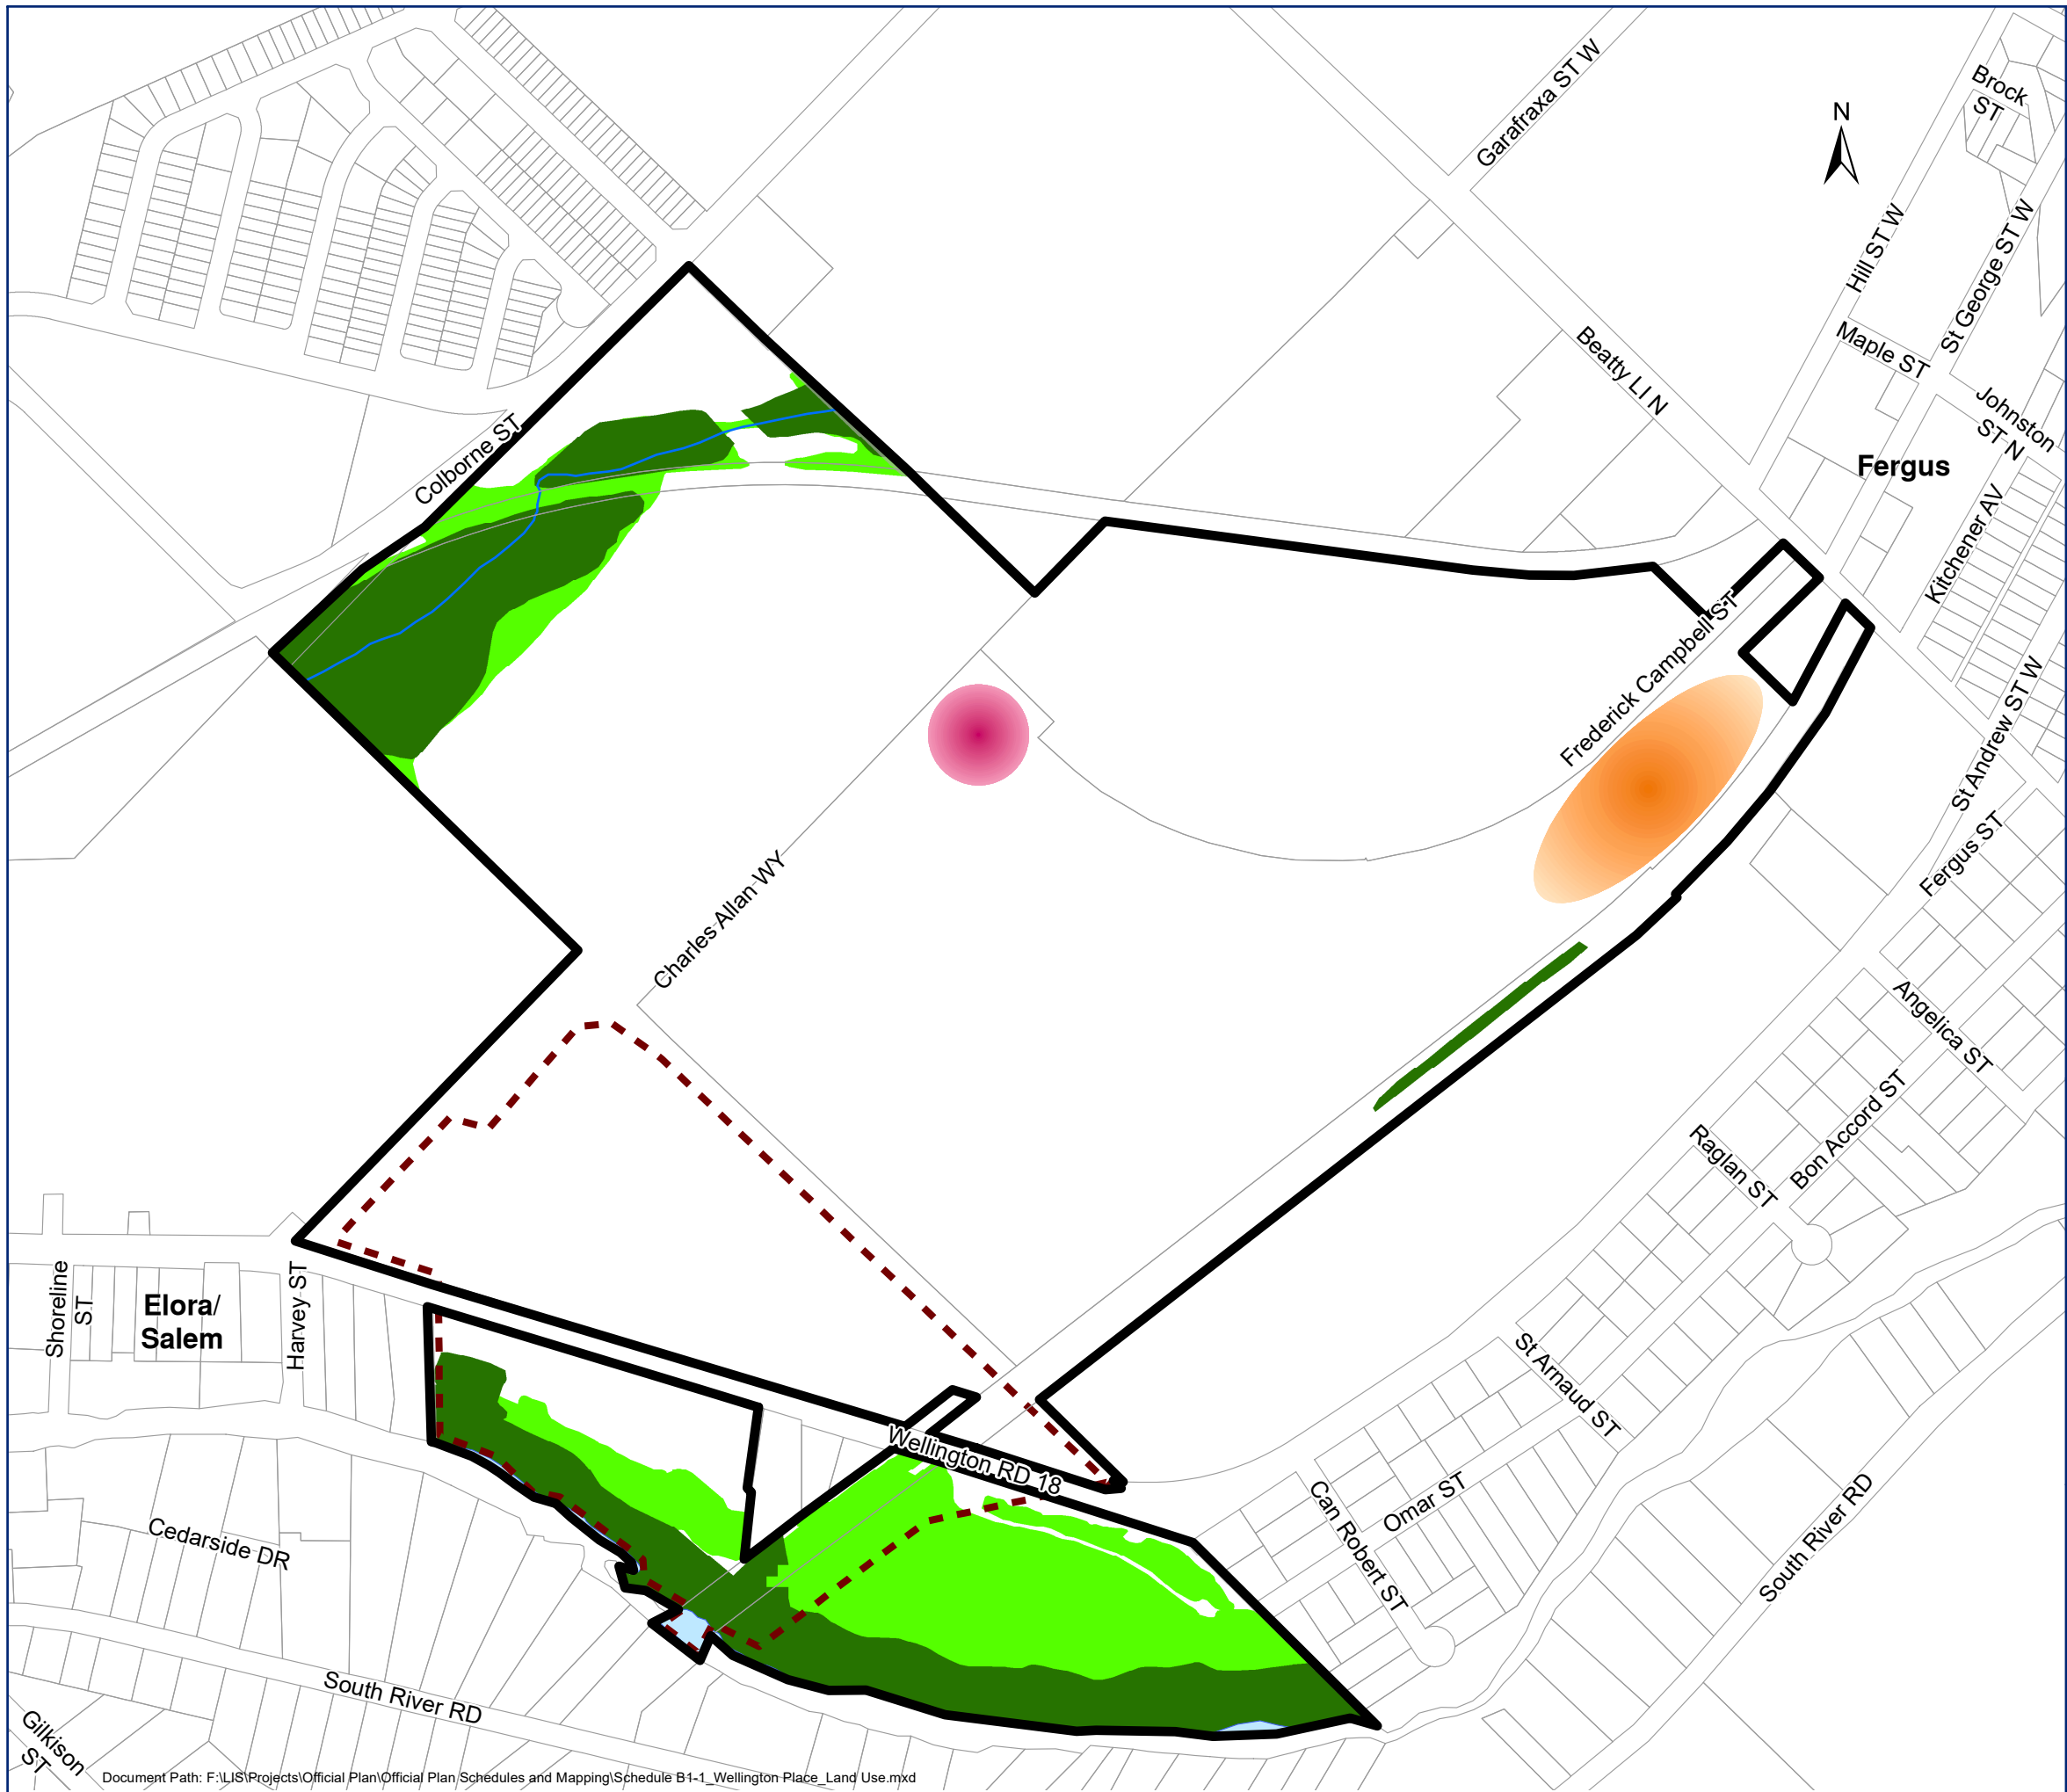 Garafraxa ST W
Brock
ST
N
Hill ST W
St George ST W
Maple ST
Beatty LI N
Johnston
ST N
Fergus
Colborne ST
Kitchener AV
Frederick Campbell ST
St Andrew ST W
Fergus ST
Charles Allan WY
Angelica ST
Bon Accord ST
Raglan ST
Shoreline
ST
Elora/
Salem
Harvey ST
St Arnaud ST
Wellington RD 18
Can Robert ST
Omar ST
Cedarside DR
South River RD
South River RD
Gilkison
ST
Document Path: F:\LIS\Projects\Official Plan\Official Plan Schedules and Mapping\Schedule B1-1_Wellington Place_Land Use.mxd